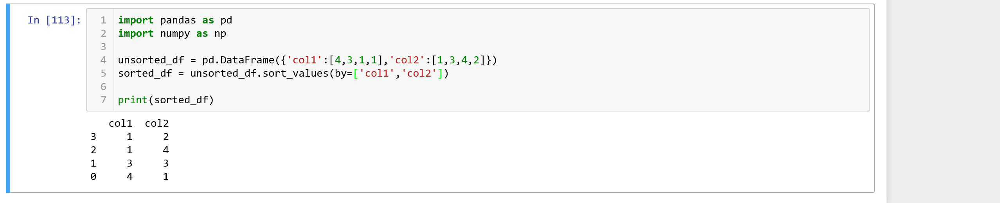 In [113]:
1 import pandas as pd
2 import numpy as np
3
4 unsorted_df = pd.DataFrame({'col1':[4,3,1,1],'col2':[1,3,4,2]})
5 sorted_df = unsorted_df.sort_values(by=['col1','col2'])
6
7 print(sorted_df)
   col1  col2
3     1     2
2     1     4
1     3     3
0     4     1